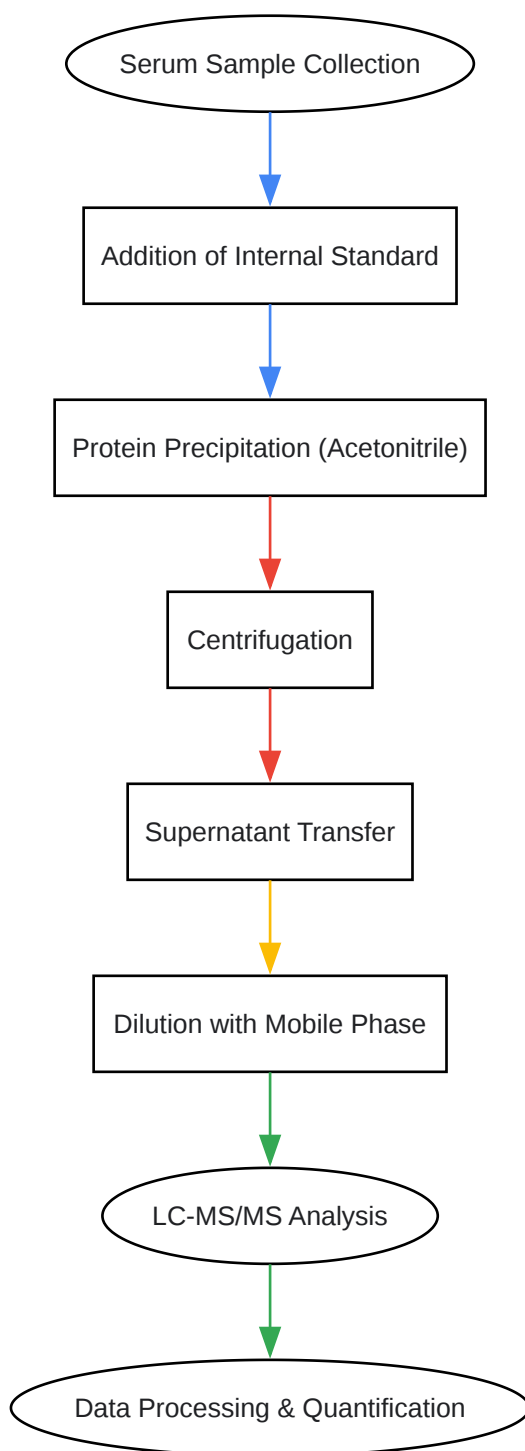 Serum Sample Collection
Addition of Internal Standard
Protein Precipitation (Acetonitrile)
Centrifugation
Supernatant Transfer
Dilution with Mobile Phase
LC-MS/MS Analysis
Data Processing & Quantification